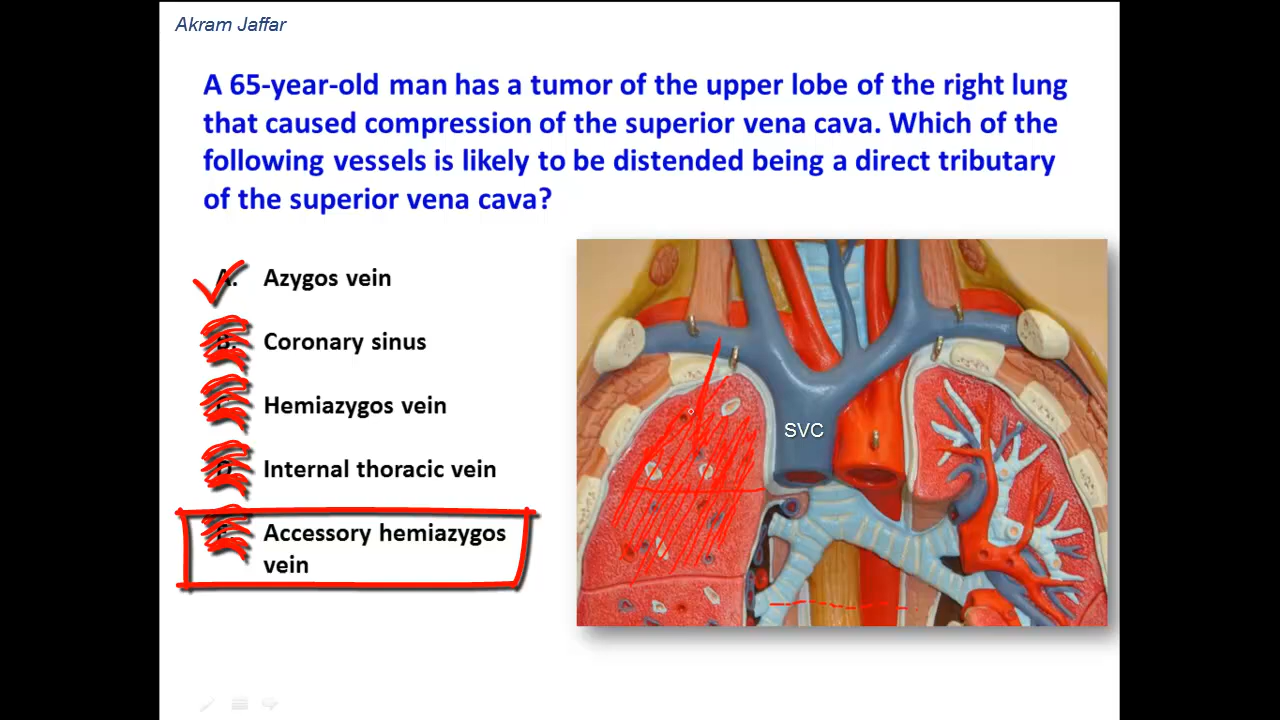 Akram Jaffar
A 65-year-old man has a tumor of the upper lobe of the right lung
that caused compression of the superior vena cava. Which of the
following vessels is likely to be distended being a direct tributary
of the superior vena cava?
A. Azygos vein
B. Coronary sinus
Hemiazygos vein
Internal thoracic vein
Accessory hemiazygos
vein
SVC